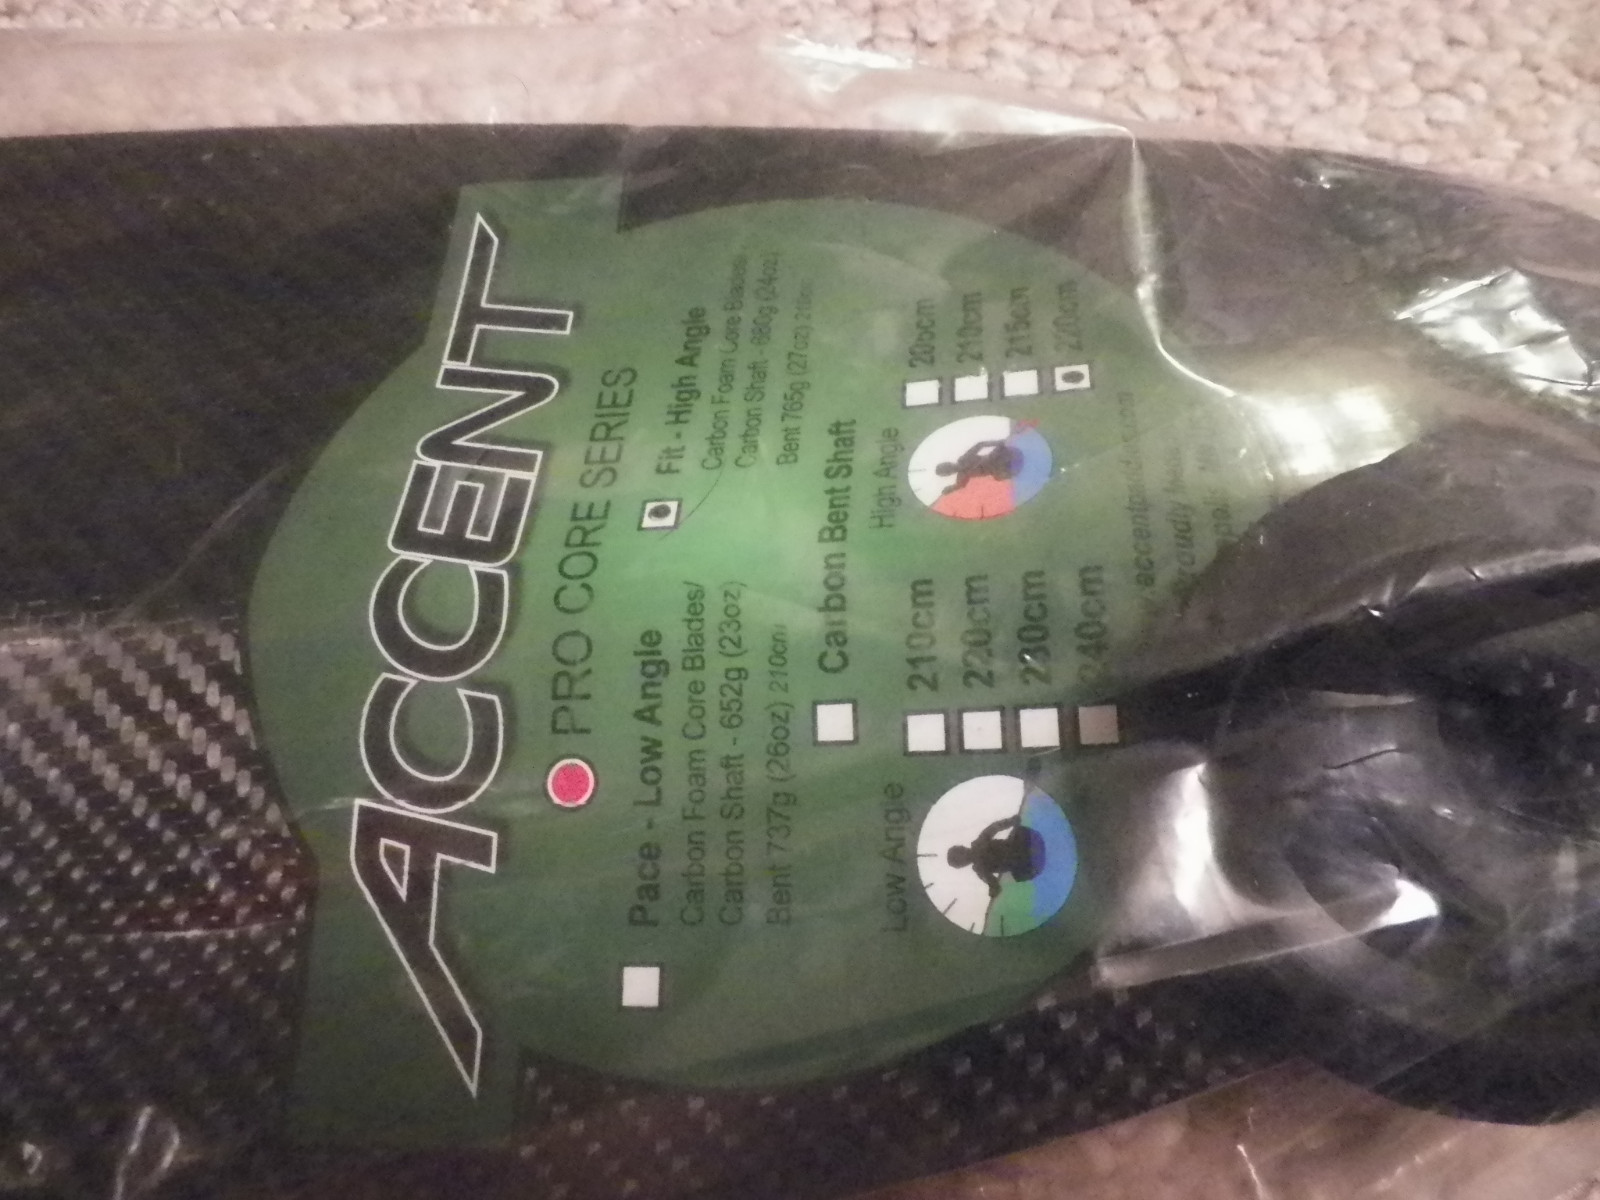 ACCENT
PRO CORE SERIES
Pace - Low Angle
Carbon Foam Core Blades/
Carbon Shaft - 652g (23oz)
Bent 737g (26oz) 210cm
Fit - High Angle
Carbon Foam Core Blades
Carbon Shaft - 680g (24oz)
Bent 765g (27oz)
Carbon Bent Shaft
Low Angle
210cm
220cm
230cm
240cm
High Angle
205cm
210cm
215cm
220cm